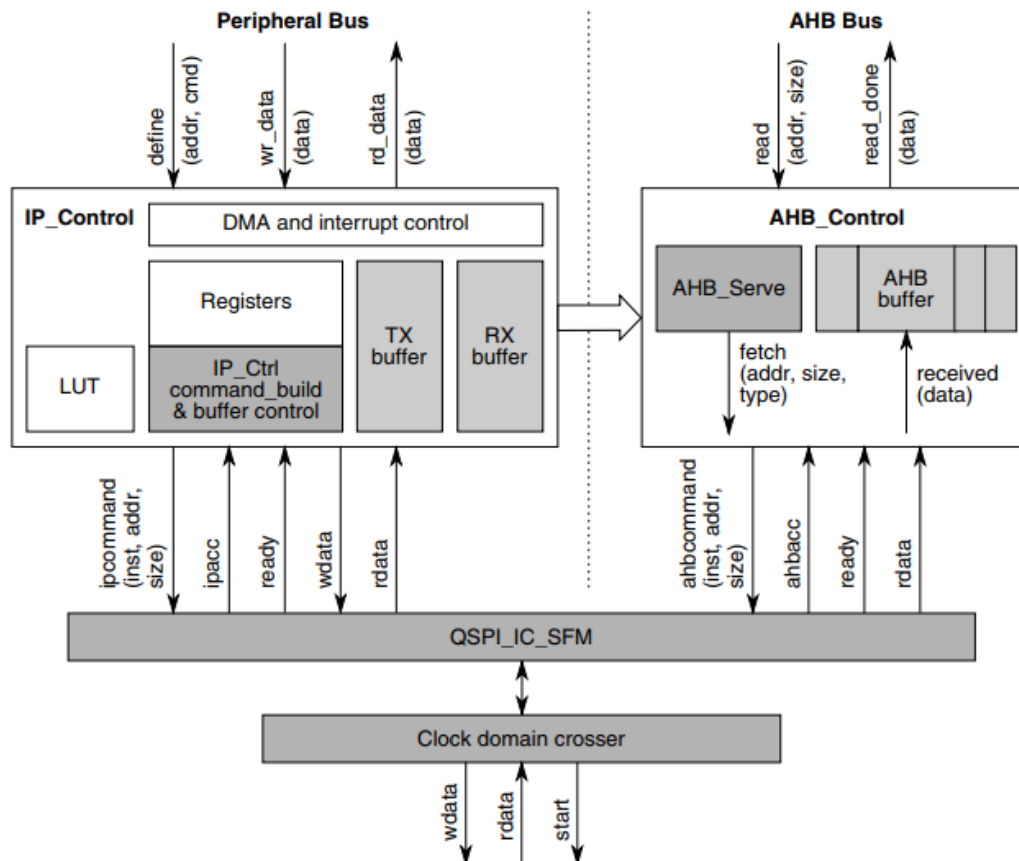 Peripheral Bus
AHB Bus
define
(addr, cmd)
wr_data
(data)
rd_data
(data)
read
(addr, size)
read_done
(data)
IP_Control
DMA and interrupt control
Registers
LUT
IP_Ctrl
command_build
& buffer control
TX
buffer
RX
buffer
AHB_Control
AHB_Serve
AHB
buffer
fetch
(addr, size,
type)
received
(data)
ipcommand
(inst, addr,
size)
ipacc
ready
wdata
rdata
ahbcommand
(inst, addr,
size)
ahbacc
ready
rdata
QSPI_IC_SFM
Clock domain crosser
wdata
rdata
start